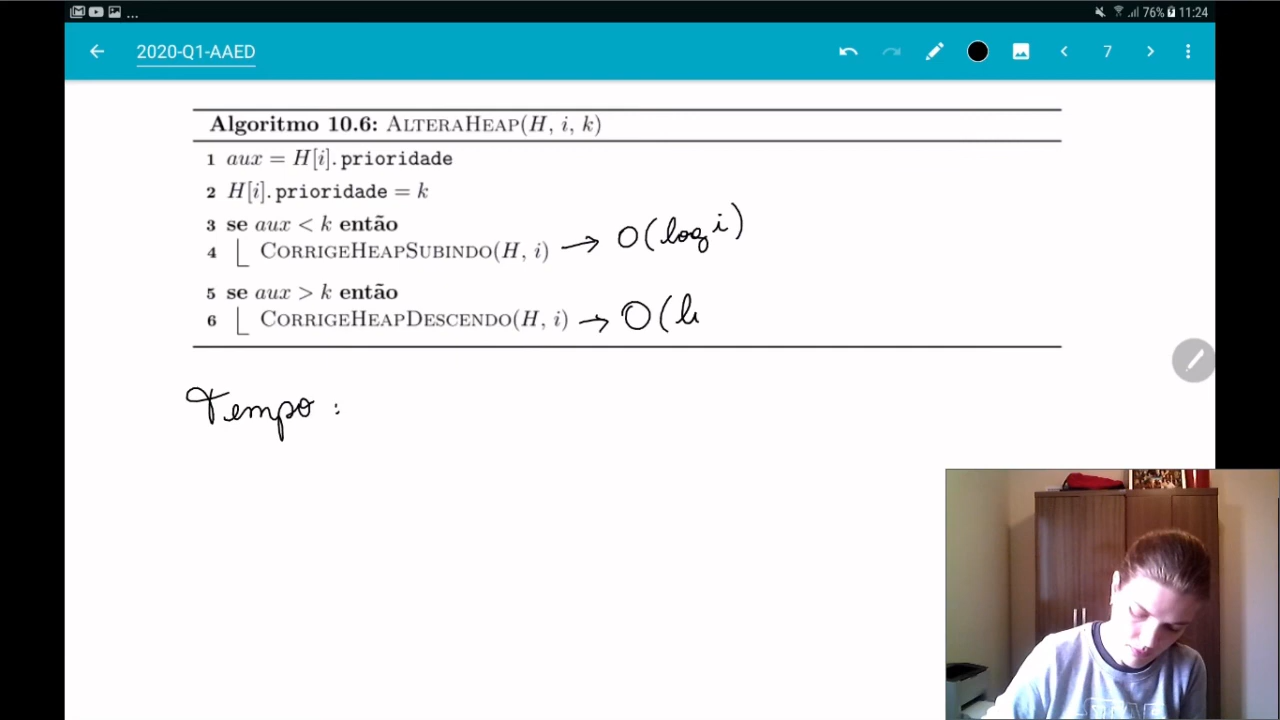 ... 76% 11:24
2020-Q1-AAED 7
Algoritmo 10.6: ALTERAHEAP(H, i, k)
1 aux = H[i].prioridade
2 H[i].prioridade = k
3 se aux < k então
4 CORRIGEHEAPSUBINDO(H, i) → O(log i)
5 se aux > k então
6 CORRIGEHEAPDESCENDO(H, i) → O(
Tempo :